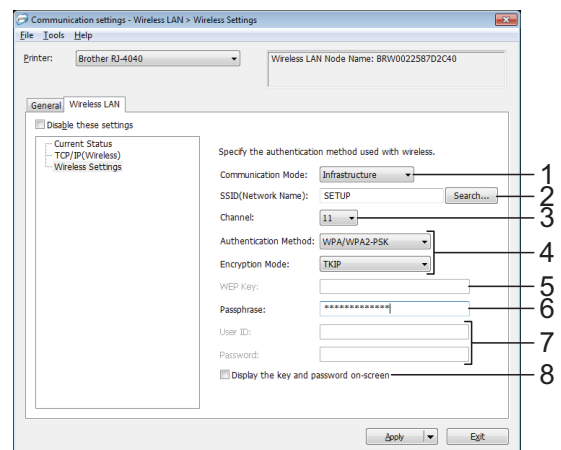 Communication settings - Wireless LAN > Wireless Settings
File Tools Help
Printer: Brother RJ-4040
Wireless LAN Node Name: BRW0022587D2C40
General Wireless LAN
Disable these settings
Current Status
TCP/IP(Wireless)
Wireless Settings
Specify the authentication method used with wireless.
Communication Mode: Infrastructure 1
SSID(Network Name): SETUP Search... 2
Channel: 11 3
Authentication Method: WPA/WPA2-PSK
4
Encryption Mode: TKIP
WEP Key: 5
Passphrase: ************* 6
User ID:
7
Password:
Display the key and password on-screen 8
Apply Exit